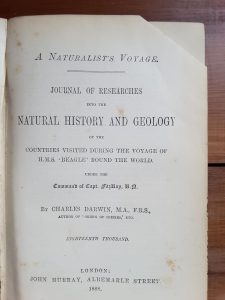 A NATURALIST'S VOYAGE.
JOURNAL OF RESEARCHES
INTO THE
NATURAL HISTORY AND GEOLOGY
OF THE
COUNTRIES VISITED DURING THE VOYAGE OF
H.M.S. 'BEAGLE' ROUND THE WORLD.
UNDER THE
Command of Capt. FitzRoy, R.N.
BY CHARLES DARWIN, M.A., F.R.S.,
AUTHOR OF 'ORIGIN OF SPECIES,' ETC.
EIGHTEENTH THOUSAND.
LONDON:
JOHN MURRAY, ALBEMARLE STREET.
1888.